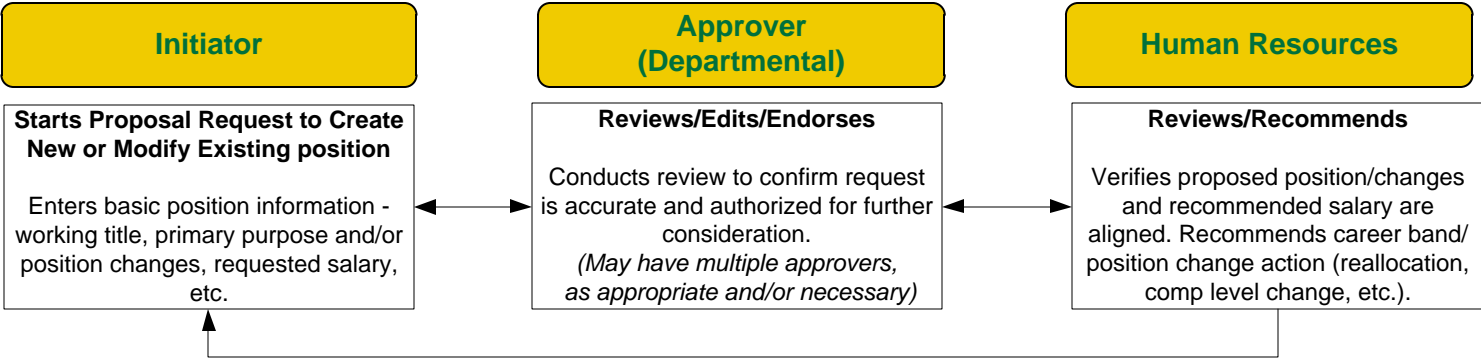 Initiator
Approver
(Departmental)
Human Resources
Starts Proposal Request to Create
New or Modify Existing position
Enters basic position information -
working title, primary purpose and/or
position changes, requested salary,
etc.
Reviews/Edits/Endorses
Conducts review to confirm request
is accurate and authorized for further
consideration.
(May have multiple approvers,
as appropriate and/or necessary)
Reviews/Recommends
Verifies proposed position/changes
and recommended salary are
aligned. Recommends career band/
position change action (reallocation,
comp level change, etc.).